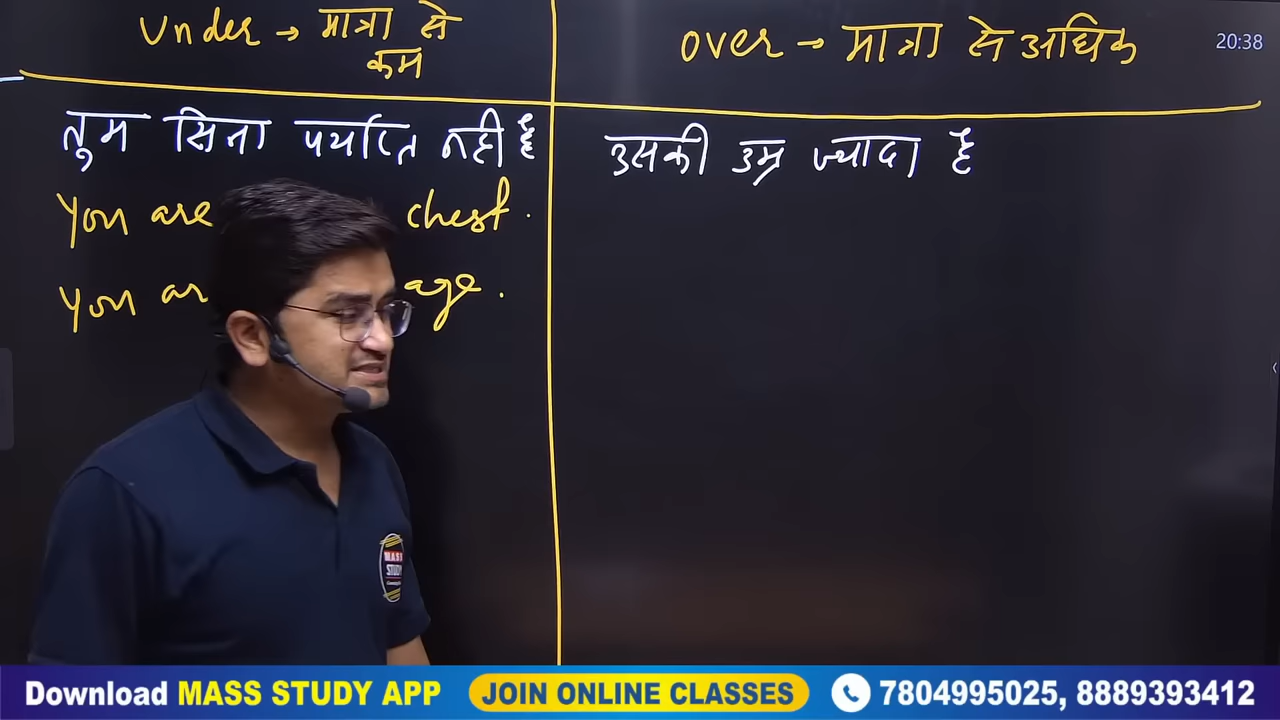 Under → मात्रा से
कम
over → मात्रा से अधिक
20:38
तुम सिना पर्याप्त नही है
You are chest.
You ar age.
उसकी उम्र ज्यादा है
MASS
STUDY
Download MASS STUDY APP
JOIN ONLINE CLASSES
7804995025, 8889393412